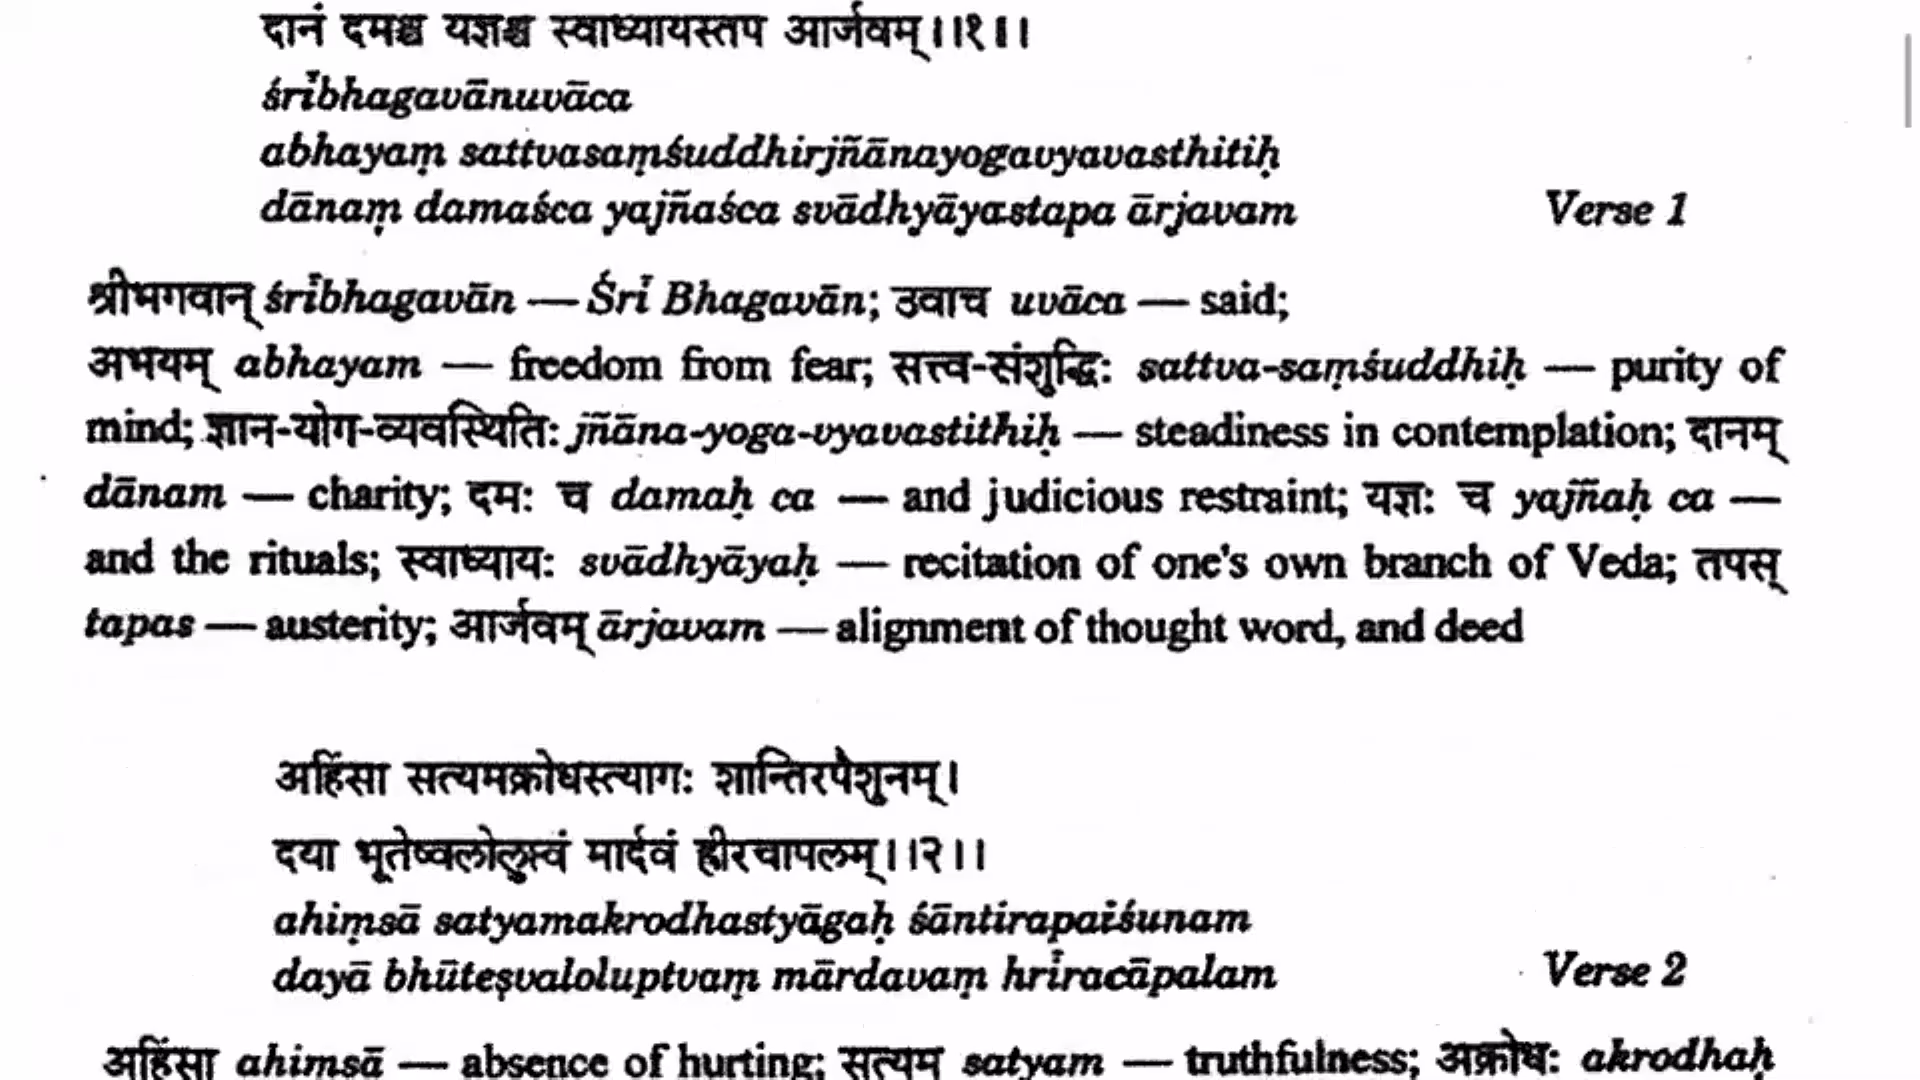 दानं दमश्च यज्ञश्च स्वाध्यायस्तप आर्जवम्।।१।।
śrībhagavānuvāca
abhayaṃ sattvasaṃśuddhirjñānayogavyavasthitiḥ
dānaṃ damaśca yajñaśca svādhyāyastapa ārjavam Verse 1
श्रीभगवान् śrībhagavān — Śrī Bhagavān; उवाच uvāca — said;
अभयम् abhayam — freedom from fear; सत्त्व-संशुद्धिः sattva-saṃśuddhiḥ — purity of
mind; ज्ञान-योग-व्यवस्थितिः jñāna-yoga-vyavastithiḥ — steadiness in contemplation; दानम्
dānam — charity; दमः च damaḥ ca — and judicious restraint; यज्ञः च yajñaḥ ca —
and the rituals; स्वाध्यायः svādhyāyaḥ — recitation of one's own branch of Veda; तपस्
tapas — austerity; आर्जवम् ārjavam — alignment of thought word, and deed
अहिंसा सत्यमक्रोधस्त्यागः शान्तिरपैशुनम्।
दया भूतेष्वलोलुप्त्वं मार्दवं ह्रीरचापलम्।।२।।
ahiṃsā satyamakrodhastyāgaḥ śāntirapaiśunam
dayā bhūteṣvaloluptvaṃ mārdavaṃ hrīracāpalam Verse 2
अहिंसा ahimsā — absence of hurting; सत्यम् satyam — truthfulness; अक्रोधः akrodhaḥ